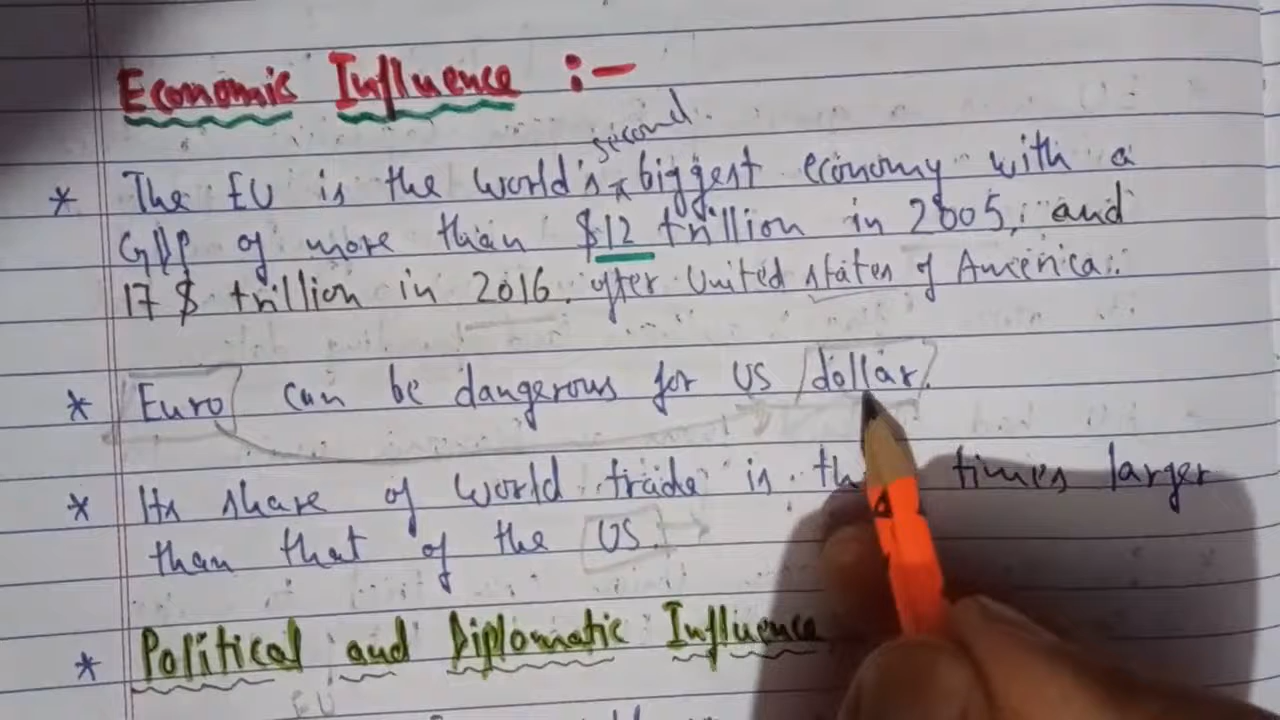 Economic Influence :-
second.
* The EU is the world's biggest economy with a
GDP of more than $12 trillion in 2005, and
17 $ trillion in 2016. after United states of America.
* Euro can be dangerous for US dollar.
* Its share of world trade is times larger
than that of the US.
* Political and Diplomatic Influence
EU